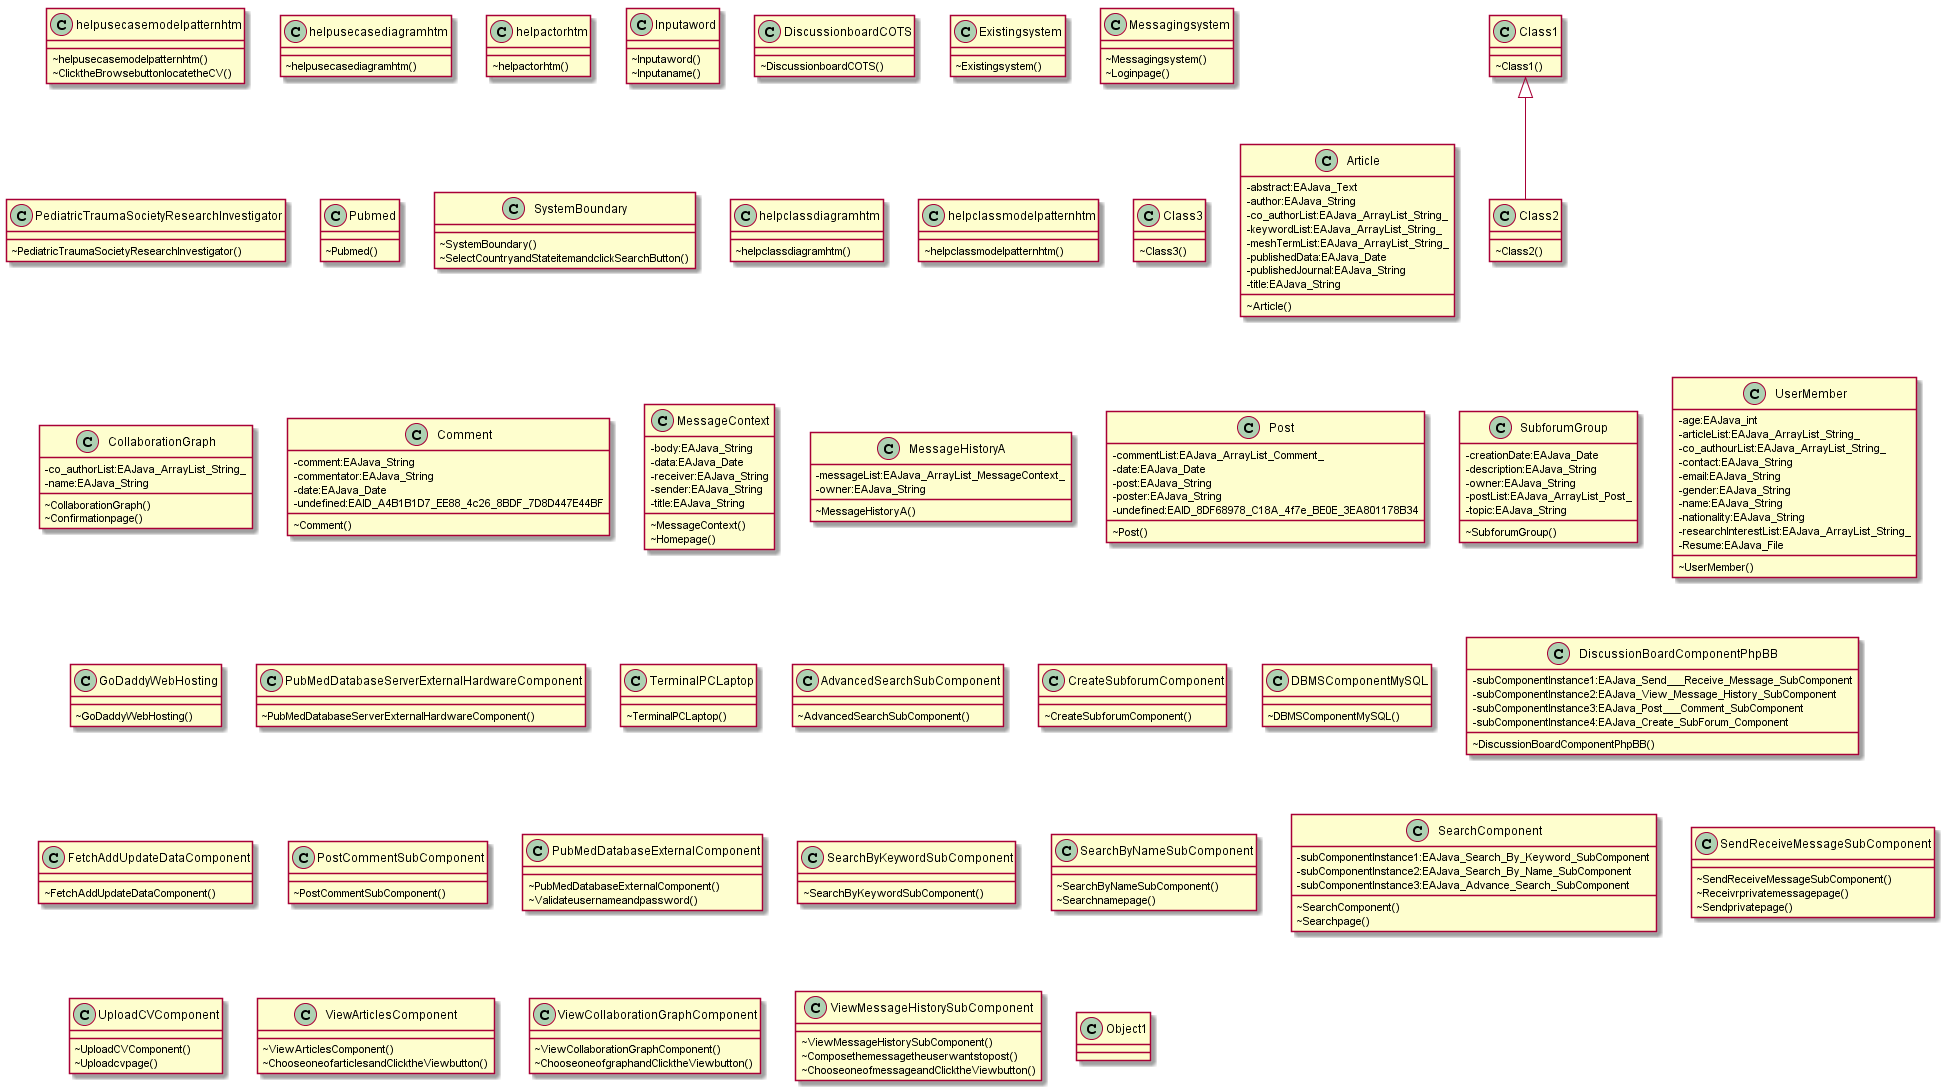 C helpusecasemodelpatternhtm
~helpusecasemodelpatternhtm()
~ClicktheBrowsebuttonlocatetheCV()
C helpusecasediagramhtm
~helpusecasediagramhtm()
C helpactorhtm
~helpactorhtm()
C Inputaword
~Inputaword()
~Inputaname()
C DiscussionboardCOTS
~DiscussionboardCOTS()
C Existingsystem
~Existingsystem()
C Messagingsystem
~Messagingsystem()
~Loginpage()
C Class1
~Class1()
C PediatricTraumaSocietyResearchInvestigator
~PediatricTraumaSocietyResearchInvestigator()
C Pubmed
~Pubmed()
C SystemBoundary
~SystemBoundary()
~SelectCountryandStateitemandclickSearchButton()
C helpclassdiagramhtm
~helpclassdiagramhtm()
C helpclassmodelpatternhtm
~helpclassmodelpatternhtm()
C Class3
~Class3()
C Article
-abstract:EAJava_Text
-author:EAJava_String
-co_authorList:EAJava_ArrayList_String_
-keywordList:EAJava_ArrayList_String_
-meshTermList:EAJava_ArrayList_String_
-publishedData:EAJava_Date
-publishedJournal:EAJava_String
-title:EAJava_String
~Article()
C Class2
~Class2()
C CollaborationGraph
-co_authorList:EAJava_ArrayList_String_
-name:EAJava_String
~CollaborationGraph()
~Confirmationpage()
C Comment
-comment:EAJava_String
-commentator:EAJava_String
-date:EAJava_Date
-undefined:EAID_A4B1B1D7_EE88_4c26_8BDF_7D8D447E44BF
~Comment()
C MessageContext
-body:EAJava_String
-data:EAJava_Date
-receiver:EAJava_String
-sender:EAJava_String
-title:EAJava_String
~MessageContext()
~Homepage()
C MessageHistoryA
-messageList:EAJava_ArrayList_MessageContext_
-owner:EAJava_String
~MessageHistoryA()
C Post
-commentList:EAJava_ArrayList_Comment_
-date:EAJava_Date
-post:EAJava_String
-poster:EAJava_String
-undefined:EAID_8DF68978_C18A_4f7e_BE0E_3EA801178B34
~Post()
C SubforumGroup
-creationDate:EAJava_Date
-description:EAJava_String
-owner:EAJava_String
-postList:EAJava_ArrayList_Post_
-topic:EAJava_String
~SubforumGroup()
C UserMember
-age:EAJava_int
-articleList:EAJava_ArrayList_String_
-co_authourList:EAJava_ArrayList_String_
-contact:EAJava_String
-email:EAJava_String
-gender:EAJava_String
-name:EAJava_String
-nationality:EAJava_String
-researchInterestList:EAJava_ArrayList_String_
-Resume:EAJava_File
~UserMember()
C GoDaddyWebHosting
~GoDaddyWebHosting()
C PubMedDatabaseServerExternalHardwareComponent
~PubMedDatabaseServerExternalHardwareComponent()
C TerminalPCLaptop
~TerminalPCLaptop()
C AdvancedSearchSubComponent
~AdvancedSearchSubComponent()
C CreateSubforumComponent
~CreateSubforumComponent()
C DBMSComponentMySQL
~DBMSComponentMySQL()
C DiscussionBoardComponentPhpBB
-subComponentInstance1:EAJava_Send___Receive_Message_SubComponent
-subComponentInstance2:EAJava_View_Message_History_SubComponent
-subComponentInstance3:EAJava_Post___Comment_SubComponent
-subComponentInstance4:EAJava_Create_SubForum_Component
~DiscussionBoardComponentPhpBB()
C FetchAddUpdateDataComponent
~FetchAddUpdateDataComponent()
C PostCommentSubComponent
~PostCommentSubComponent()
C PubMedDatabaseExternalComponent
~PubMedDatabaseExternalComponent()
~Validateusernameandpassword()
C SearchByKeywordSubComponent
~SearchByKeywordSubComponent()
C SearchByNameSubComponent
~SearchByNameSubComponent()
~Searchnamepage()
C SearchComponent
-subComponentInstance1:EAJava_Search_By_Keyword_SubComponent
-subComponentInstance2:EAJava_Search_By_Name_SubComponent
-subComponentInstance3:EAJava_Advance_Search_SubComponent
~SearchComponent()
~Searchpage()
C SendReceiveMessageSubComponent
~SendReceiveMessageSubComponent()
~Receivrprivatemessagepage()
~Sendprivatepage()
C UploadCVComponent
~UploadCVComponent()
~Uploadcvpage()
C ViewArticlesComponent
~ViewArticlesComponent()
~ChooseoneofarticlesandClicktheViewbutton()
C ViewCollaborationGraphComponent
~ViewCollaborationGraphComponent()
~ChooseoneofgraphandClicktheViewbutton()
C ViewMessageHistorySubComponent
~ViewMessageHistorySubComponent()
~Composethemessagetheuserwantstopost()
~ChooseoneofmessageandClicktheViewbutton()
C Object1